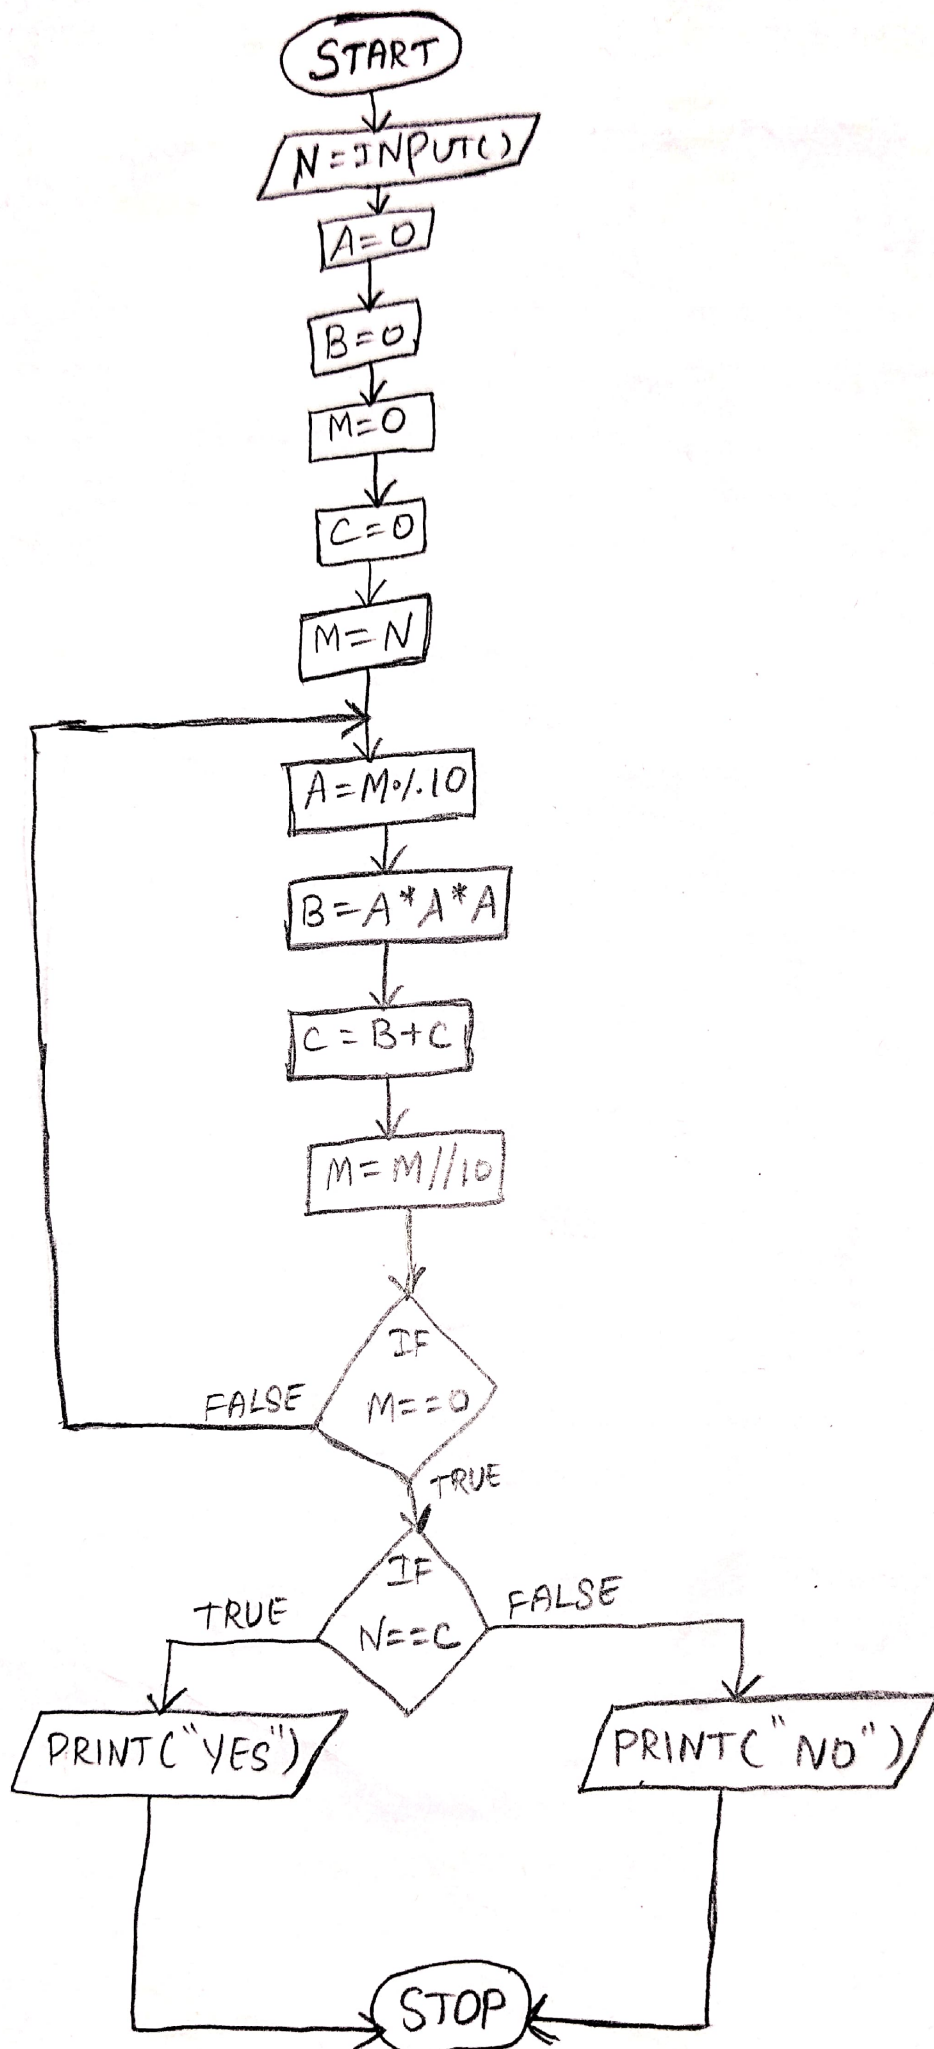 START
N=INPUT()
A=0
B=0
M=0
C=0
M=N
A=M%10
B=A*A*A
C=B+C
M=M//10
IF
M==0
FALSE
TRUE
IF
N==C
TRUE
FALSE
PRINT("YES")
PRINT("NO")
STOP